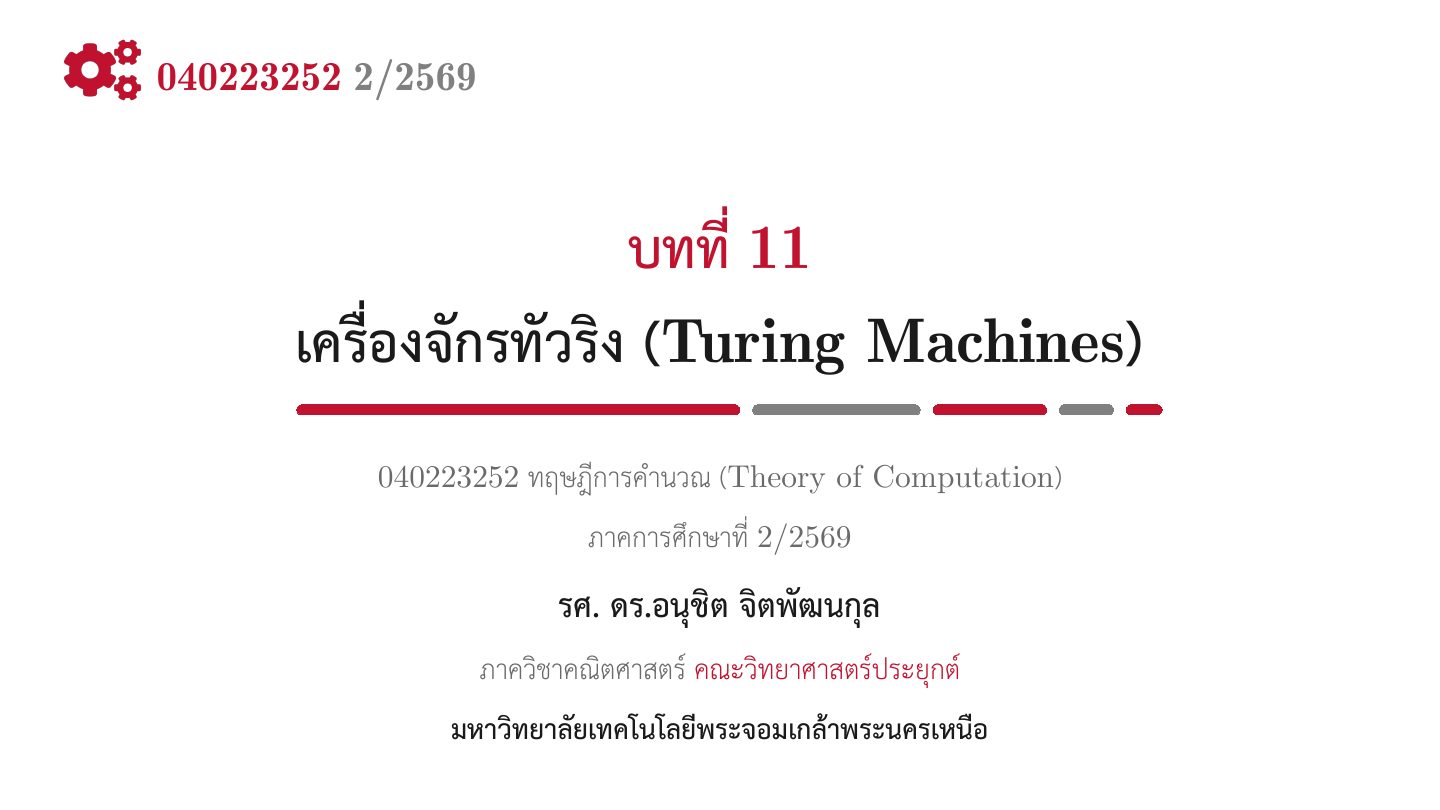 040223252 2/2569
บทที่ 11
เครื่องจักรทัวริง (Turing Machines)
040223252 ทฤษฎีการคำนวณ (Theory of Computation)
ภาคการศึกษาที่ 2/2569
รศ. ดร.อนุชิต จิตพัฒนกุล
ภาควิชาคณิตศาสตร์ คณะวิทยาศาสตร์ประยุกต์
มหาวิทยาลัยเทคโนโลยีพระจอมเกล้าพระนครเหนือ